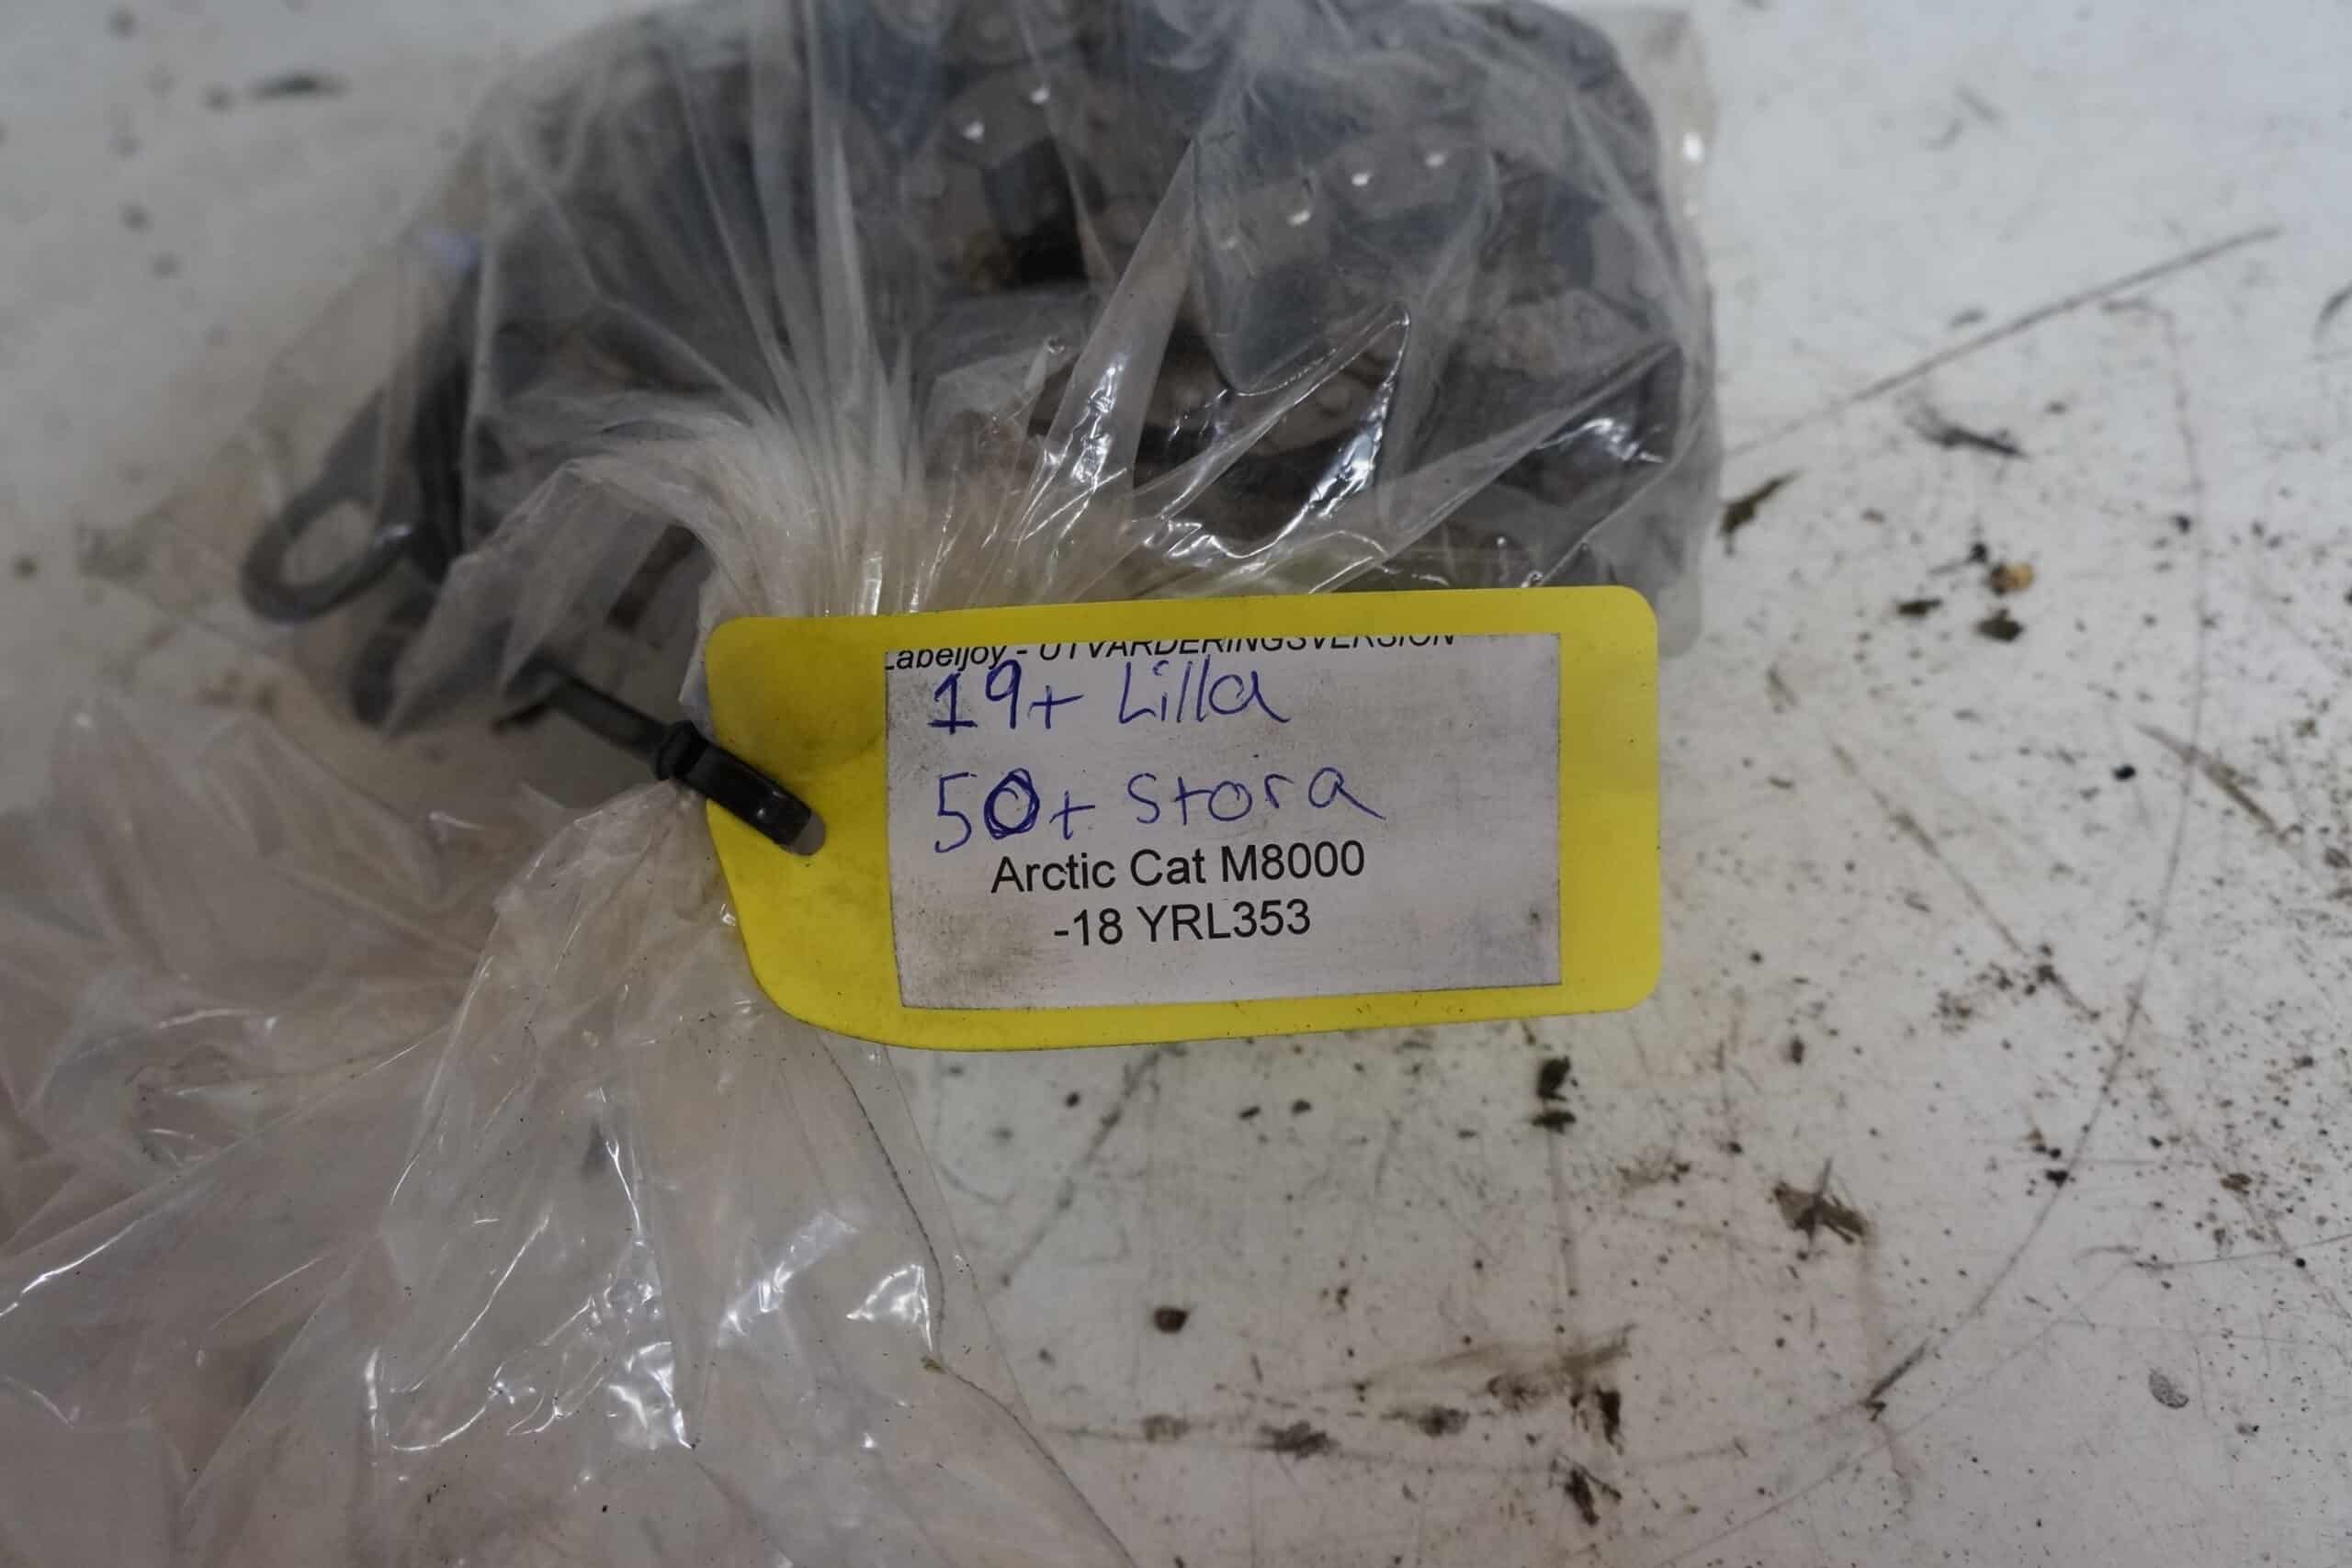 Labeljoy - UTVÄRDERINGSVERSION
19+ Lilla
50+ Stora
Arctic Cat M8000
-18 YRL353